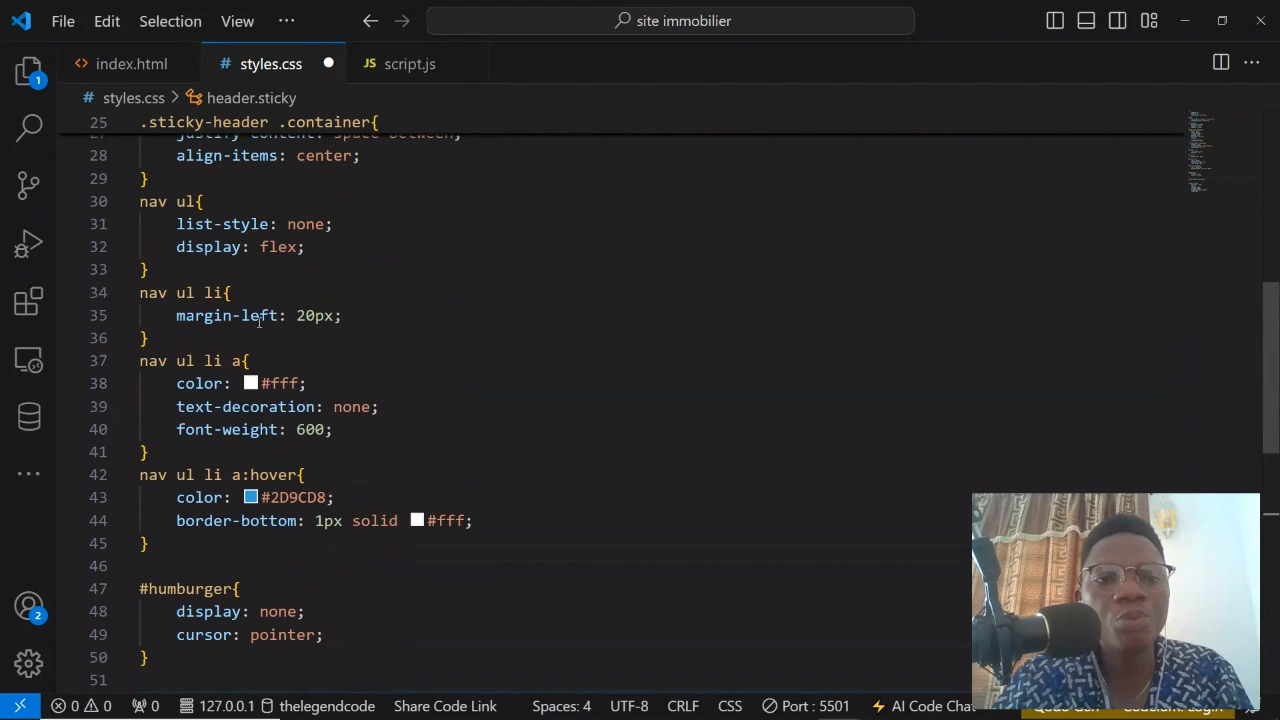 File Edit Selection View ··· site immobilier
index.html styles.css JS script.js
styles.css > header.sticky
25 .sticky-header .container{
28 align-items: center;
29 }
30 nav ul{
31 list-style: none;
32 display: flex;
33 }
34 nav ul li{
35 margin-left: 20px;
36 }
37 nav ul li a{
38 color: #fff;
39 text-decoration: none;
40 font-weight: 600;
41 }
42 nav ul li a:hover{
43 color: #2D9CD8;
44 border-bottom: 1px solid #fff;
45 }
46
47 #humburger{
48 display: none;
49 cursor: pointer;
50 }
51
1
2
0 0 0 127.0.0.1 thelegendcode Share Code Link Spaces: 4 UTF-8 CRLF CSS Port : 5501 AI Code Cha